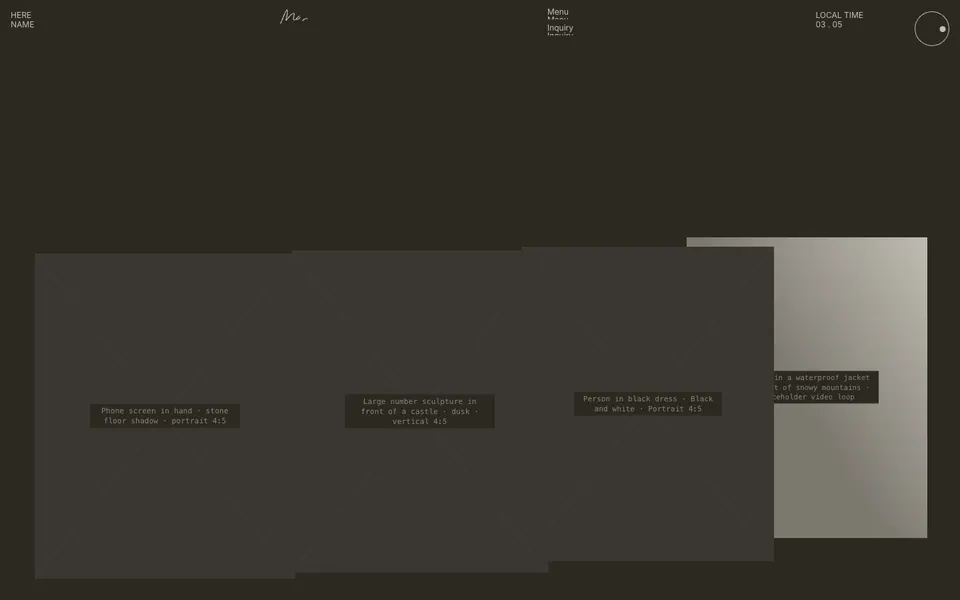 HERE
NAME
Menu
Menu
Inquiry
Inquiry
LOCAL TIME
03 . 05
Phone screen in hand · stone
floor shadow · portrait 4:5
Large number sculpture in
front of a castle · dusk ·
vertical 4:5
Person in black dress · Black
and white · Portrait 4:5
in a waterproof jacket
of snowy mountains ·
video loop